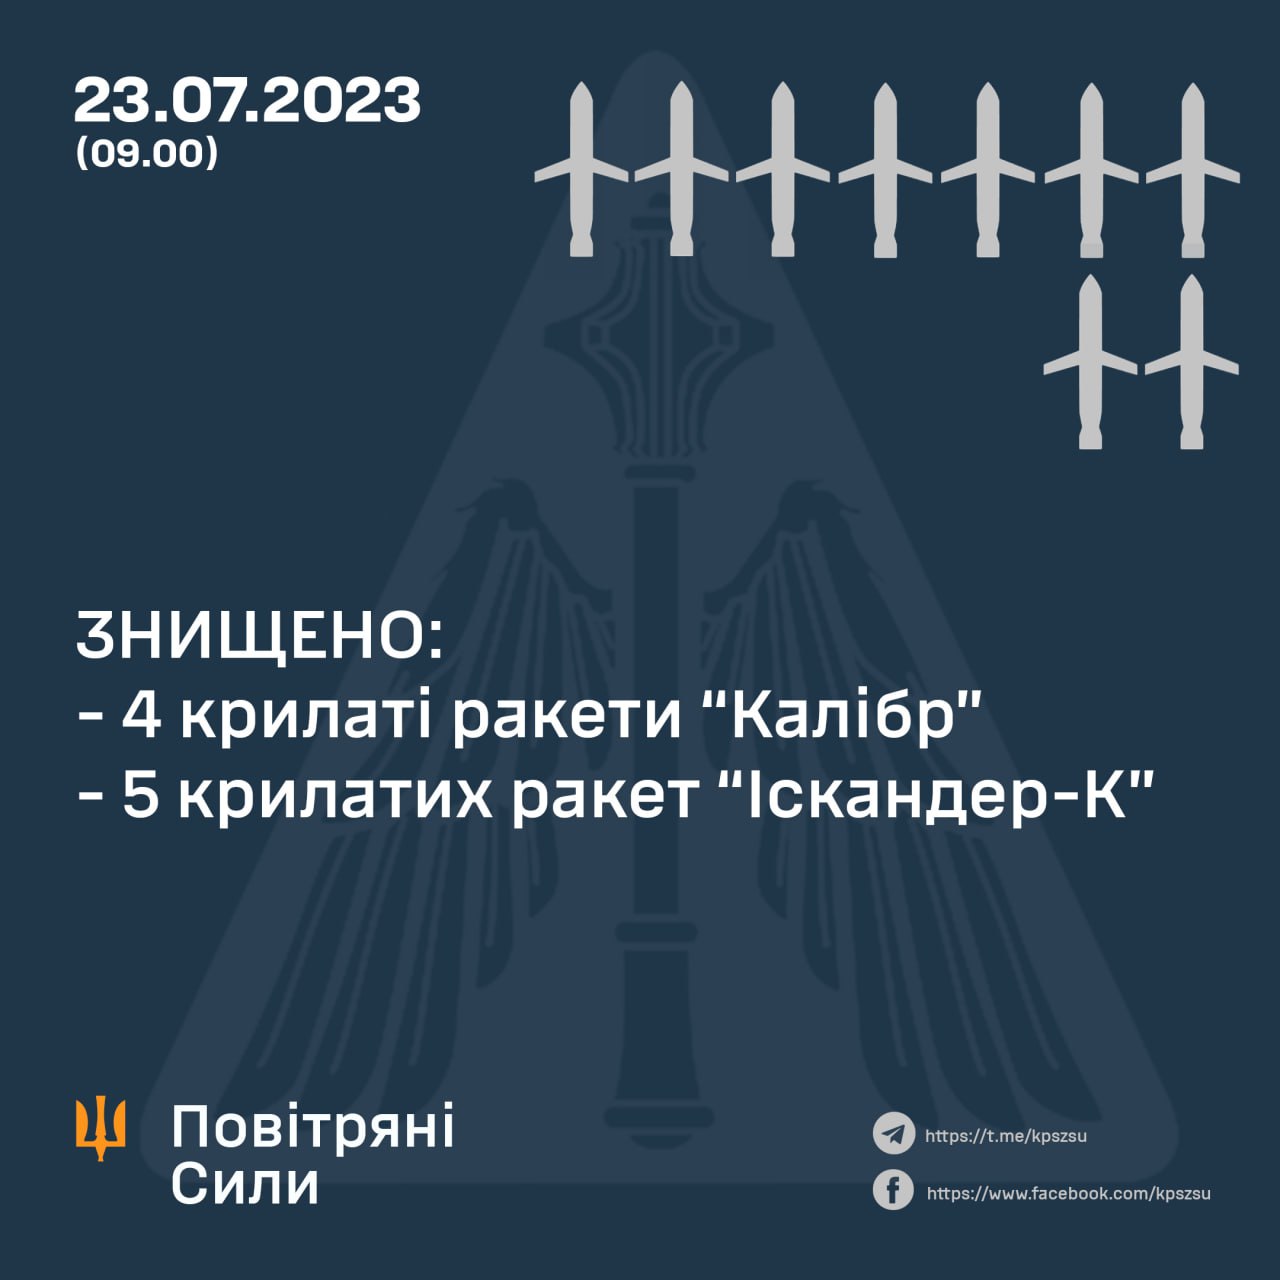 23.07.2023
(09.00)
ЗНИЩЕНО:
- 4 крилаті ракети “Калібр”
- 5 крилатих ракет “Іскандер-К”
Повітряні
Сили
https://t.me/kpszsu
https://www.facebook.com/kpszsu